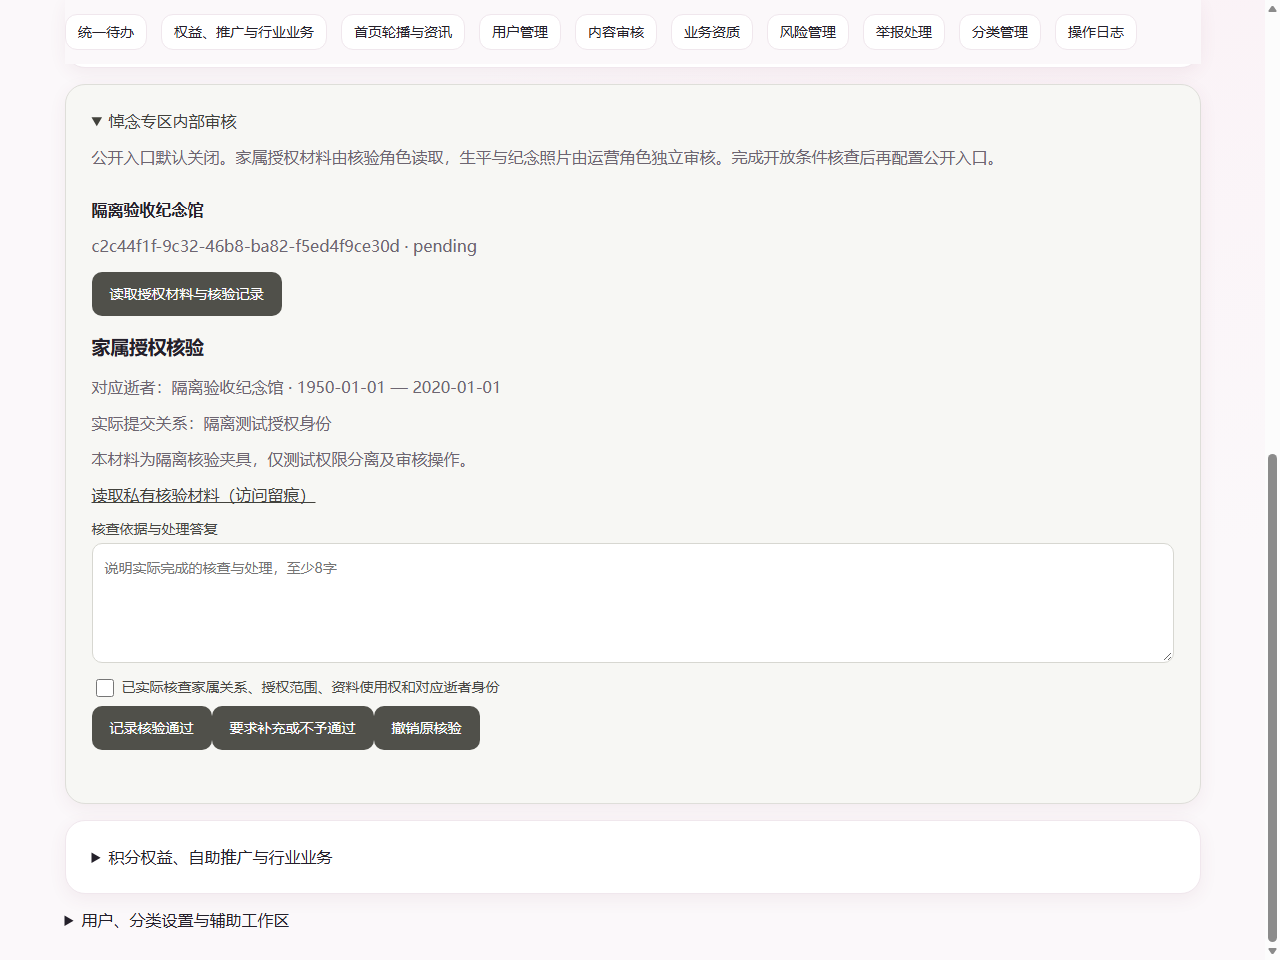 统一待办
权益、推广与行业业务
首页轮播与资讯
用户管理
内容审核
业务资质
风险管理
举报处理
分类管理
操作日志
▼ 悼念专区内部审核
公开入口默认关闭。家属授权材料由核验角色读取，生平与纪念照片由运营角色独立审核。完成开放条件核查后再配置公开入口。
隔离验收纪念馆
c2c44f1f-9c32-46b8-ba82-f5ed4f9ce30d · pending
读取授权材料与核验记录
家属授权核验
对应逝者：隔离验收纪念馆 · 1950-01-01 — 2020-01-01
实际提交关系：隔离测试授权身份
本材料为隔离核验夹具，仅测试权限分离及审核操作。
读取私有核验材料（访问留痕）
核查依据与处理答复
说明实际完成的核查与处理，至少8字
已实际核查家属关系、授权范围、资料使用权和对应逝者身份
记录核验通过
要求补充或不予通过
撤销原核验
▶ 积分权益、自助推广与行业业务
▶ 用户、分类设置与辅助工作区